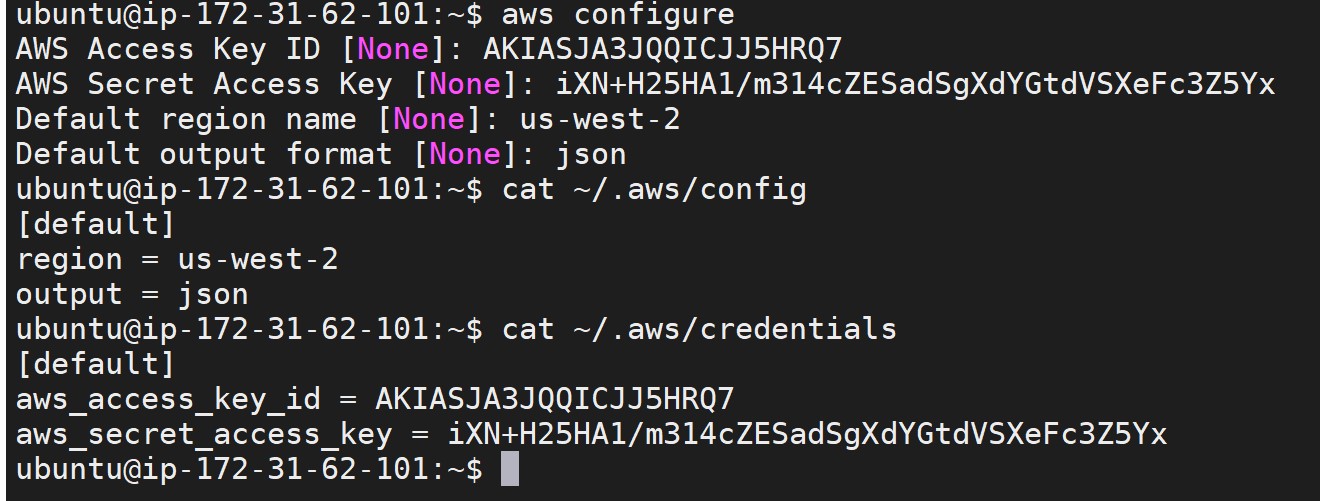 ubuntu@ip-172-31-62-101:~$ aws configure
AWS Access Key ID [None]: AKIASJA3JQQICJJ5HRQ7
AWS Secret Access Key [None]: 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
Default region name [None]: us-west-2
Default output format [None]: json
ubuntu@ip-172-31-62-101:~$ cat ~/.aws/config
[default]
region = us-west-2
output = json
ubuntu@ip-172-31-62-101:~$ cat ~/.aws/credentials
[default]
aws_access_key_id = AKIASJA3JQQICJJ5HRQ7
aws_secret_access_key = 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
ubuntu@ip-172-31-62-101:~$